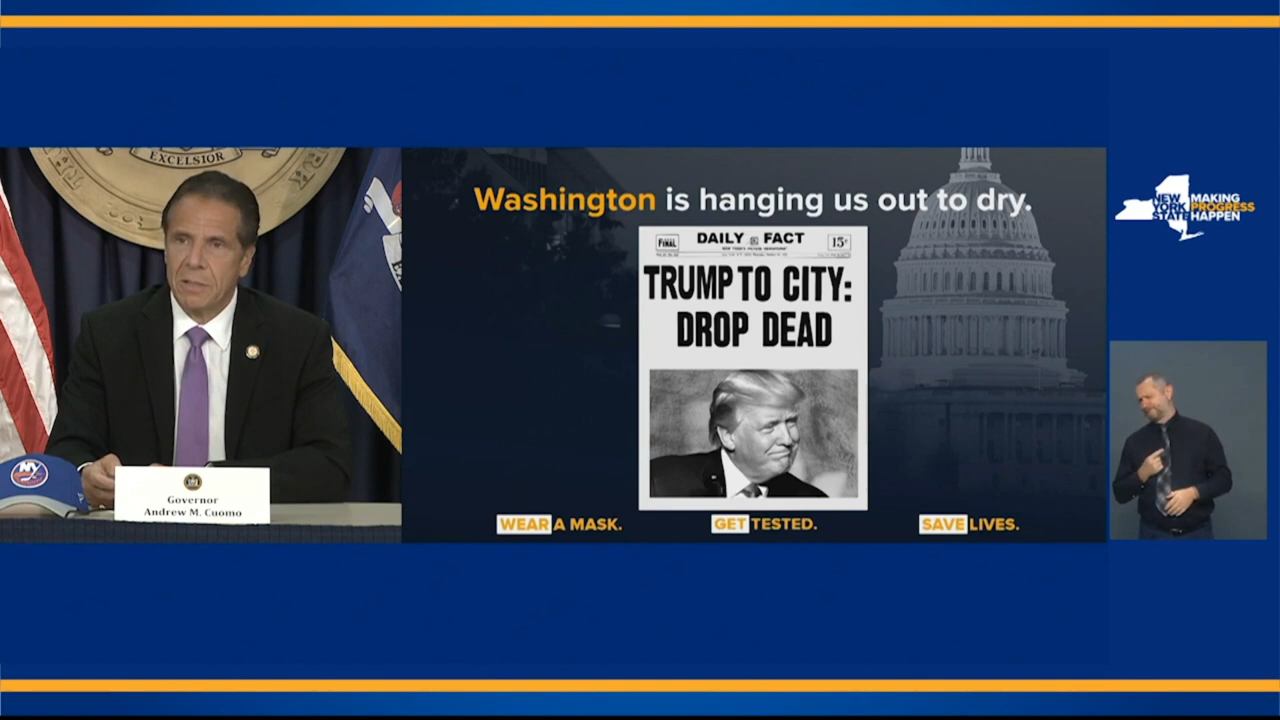 EXCELSIOR
NY
Governor
Andrew M. Cuomo
Washington is hanging us out to dry.
FINAL
DAILY FACT
15¢
TRUMP TO CITY:
DROP DEAD
WEAR A MASK.
GET TESTED.
SAVE LIVES.
NEW
YORK
STATE
MAKING
PROGRESS
HAPPEN